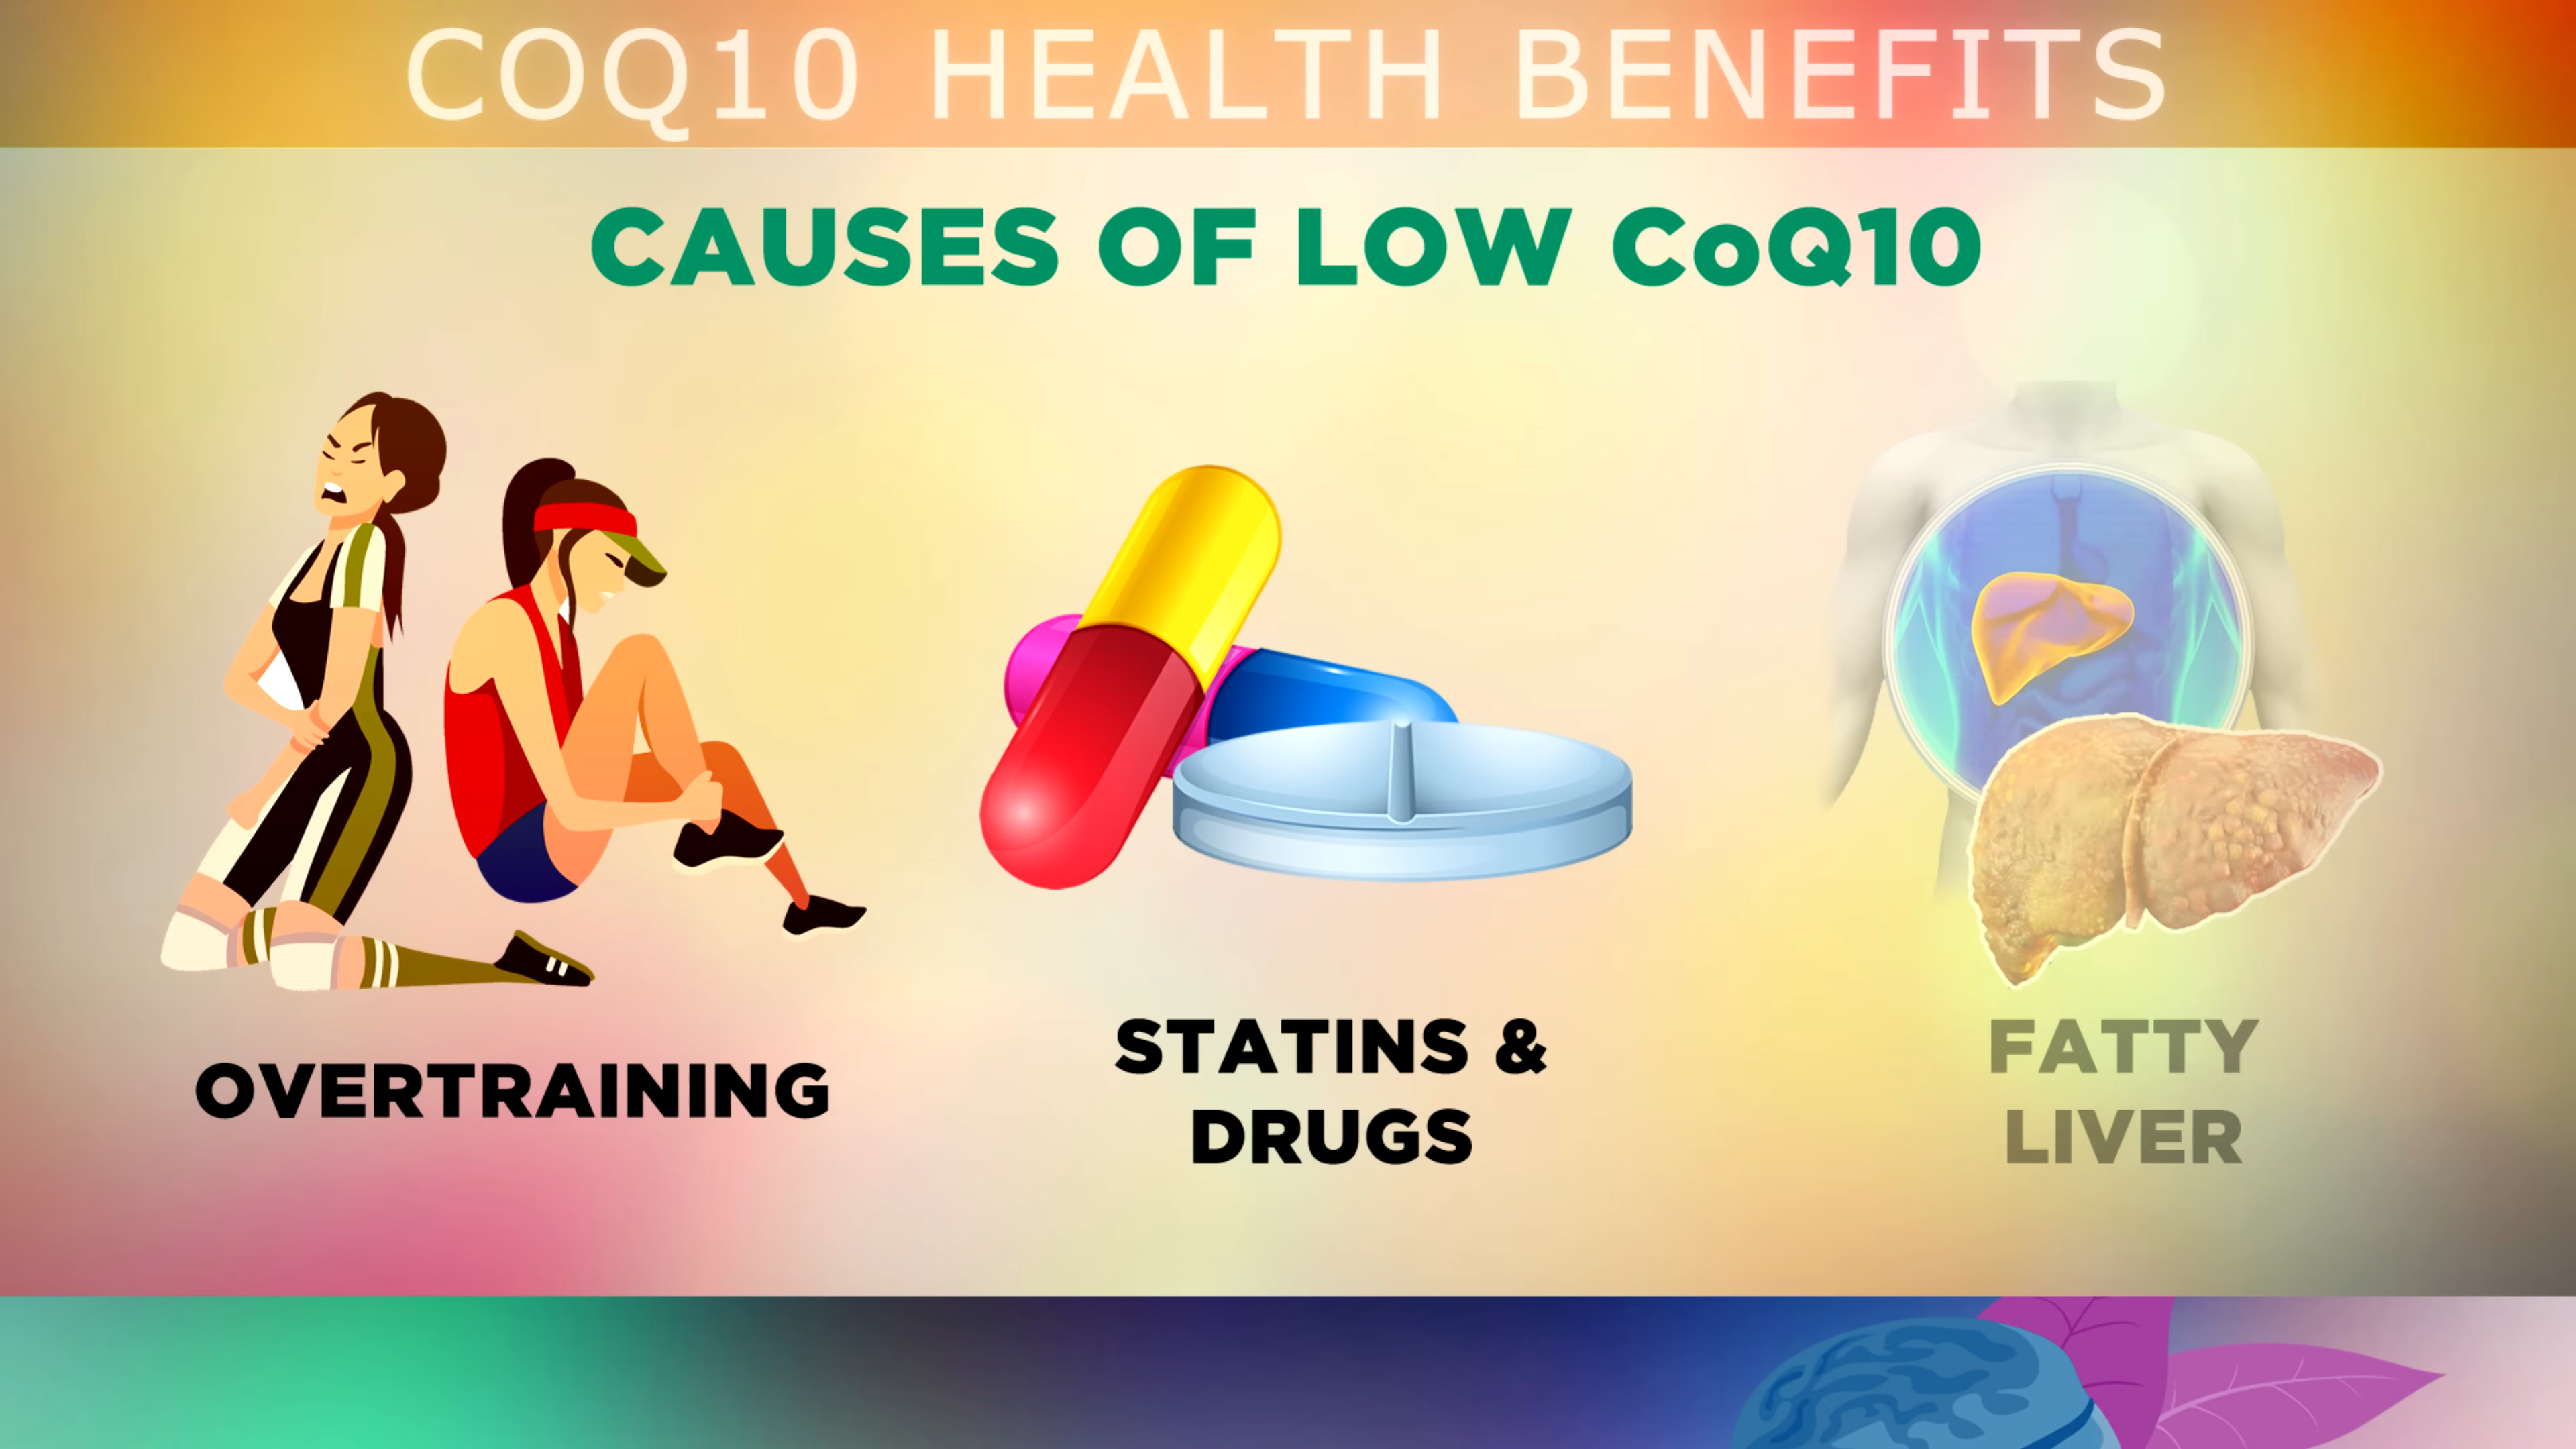 COQ10 HEALTH BENEFITS
CAUSES OF LOW CoQ10
OVERTRAINING
STATINS &
DRUGS
FATTY
LIVER